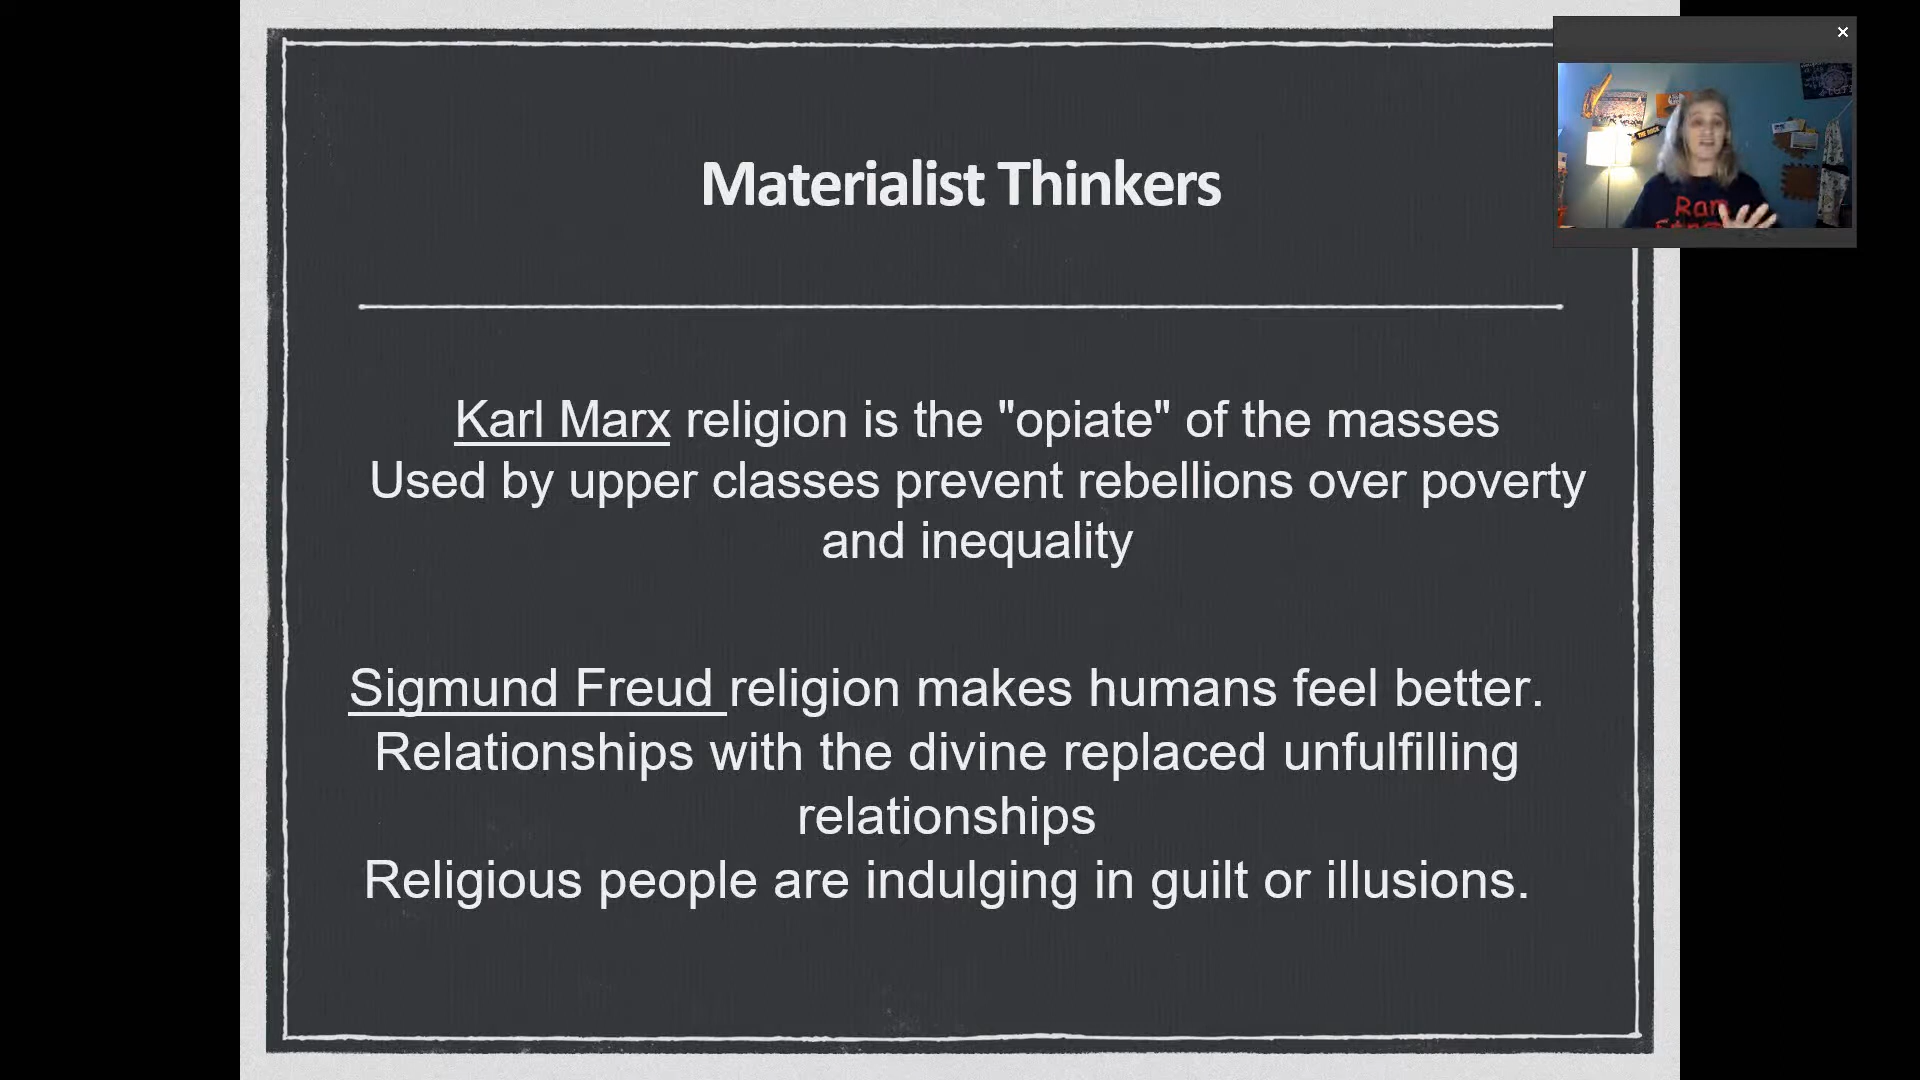 Materialist Thinkers
Karl Marx religion is the "opiate" of the masses
Used by upper classes prevent rebellions over poverty
and inequality
Sigmund Freud religion makes humans feel better.
Relationships with the divine replaced unfulfilling
relationships
Religious people are indulging in guilt or illusions.
Ram